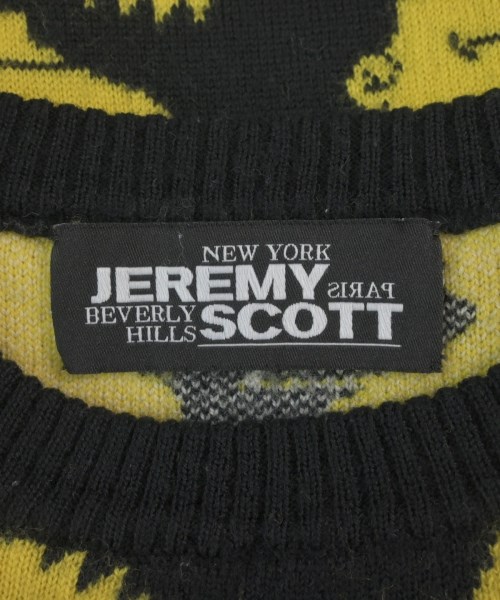 NEW YORK
JEREMY PARIS
BEVERLY HILLS SCOTT